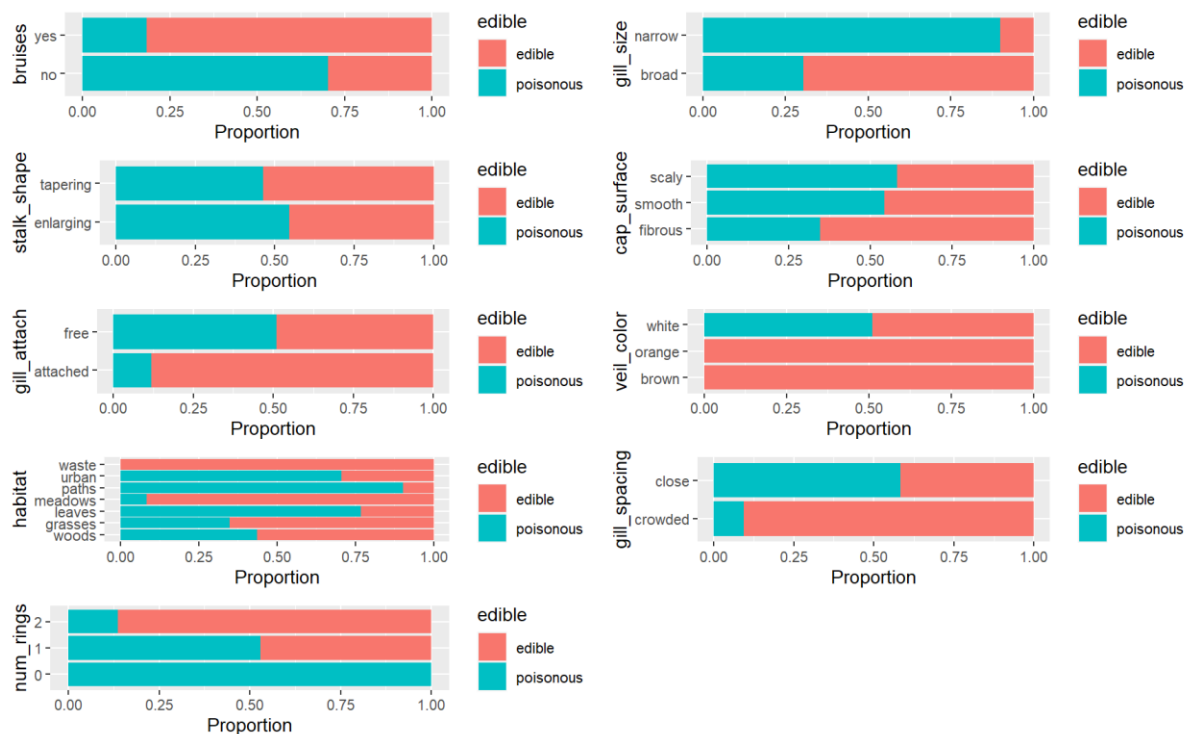 bruises
yes
no
0.00 0.25 0.50 0.75 1.00
Proportion
edible
edible
poisonous
gill_size
narrow
broad
0.00 0.25 0.50 0.75 1.00
Proportion
edible
edible
poisonous
stalk_shape
tapering
enlarging
0.00 0.25 0.50 0.75 1.00
Proportion
edible
edible
poisonous
cap_surface
scaly
smooth
fibrous
0.00 0.25 0.50 0.75 1.00
Proportion
edible
edible
poisonous
gill_attach
free
attached
0.00 0.25 0.50 0.75 1.00
Proportion
edible
edible
poisonous
veil_color
white
orange
brown
0.00 0.25 0.50 0.75 1.00
Proportion
edible
edible
poisonous
habitat
waste
urban
paths
meadows
leaves
grasses
woods
0.00 0.25 0.50 0.75 1.00
Proportion
edible
edible
poisonous
gill_spacing
close
crowded
0.00 0.25 0.50 0.75 1.00
Proportion
edible
edible
poisonous
num_rings
2
1
0
0.00 0.25 0.50 0.75 1.00
Proportion
edible
edible
poisonous